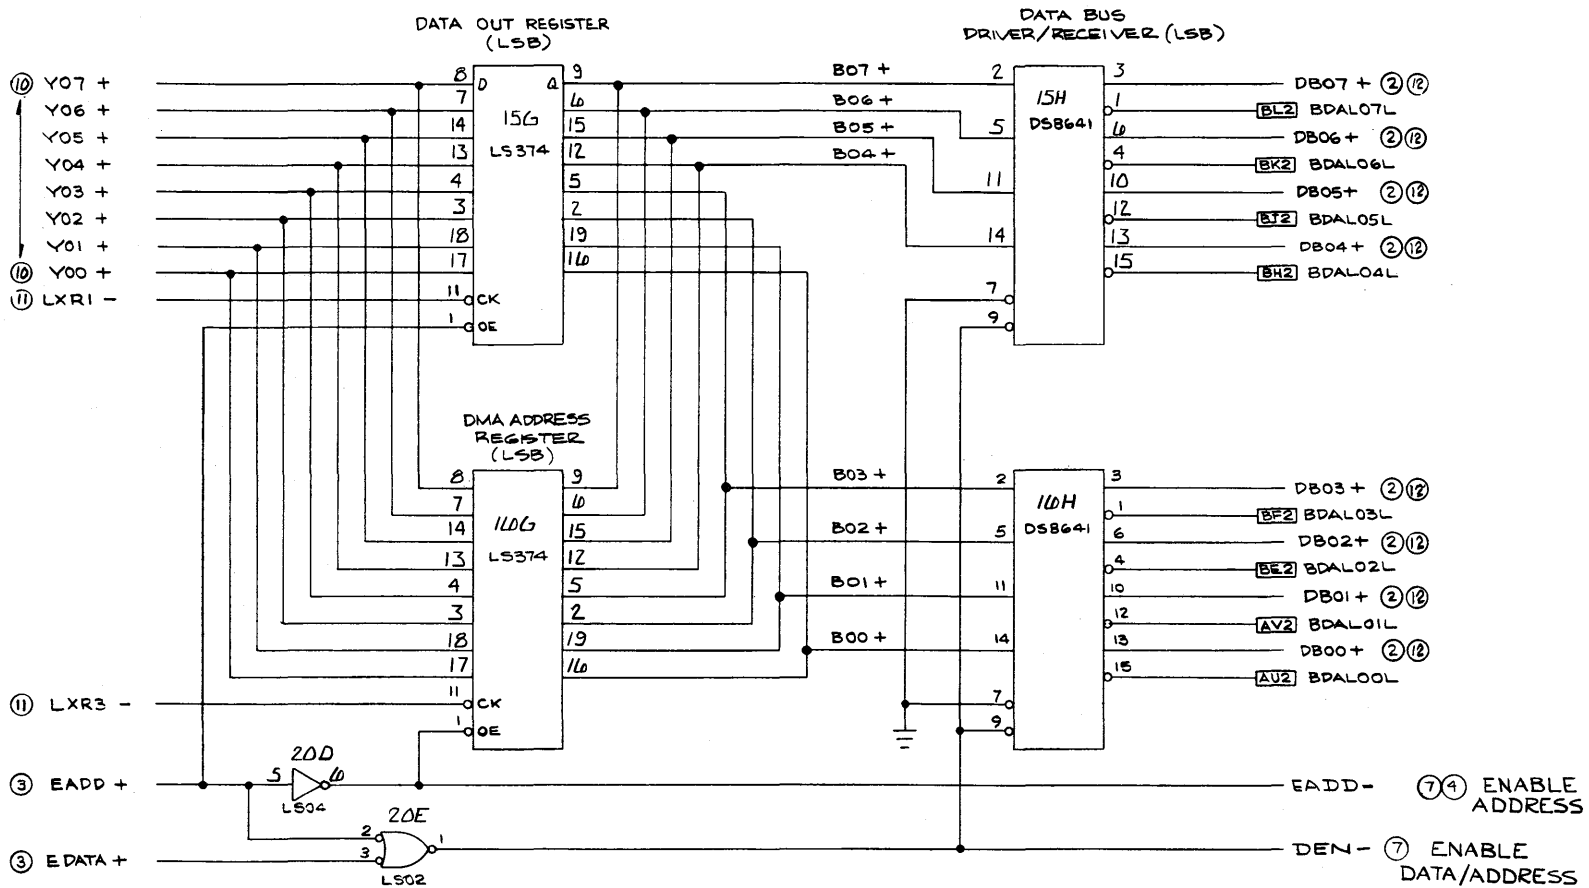 DATA OUT REGISTER
(LSB)
DATA BUS
DRIVER/RECEIVER (LSB)
10 Y07 + 8 D Q 9 B07 + 2 3 DB07 + 2 12
Y06 + 7 6 B06 + 15H 1 BL2 BDAL07L
Y05 + 14 15G 15 B05 + 5 DS8641 6 DB06 + 2 12
Y04 + 13 LS374 12 B04 + 4 BK2 BDAL06L
Y03 + 4 5 11 10 DB05 + 2 12
Y02 + 3 2 12 BJ2 BDAL05L
Y01 + 18 19 14 13 DB04 + 2 12
10 Y00 + 17 16 15 BH2 BDAL04L
11 LXR1 - 11 CK 7
1 OE 9
DMA ADDRESS
REGISTER
(LSB)
8 9 B03 + 2 3 DB03 + 2 12
7 16G 6 16H 1 BF2 BDAL03L
14 15 B02 + 5 DS8641 6 DB02 + 2 12
13 LS374 12 4 BE2 BDAL02L
4 5 B01 + 11 10 DB01 + 2 12
3 2 12 AV2 BDAL01L
18 19 B00 + 14 13 DB00 + 2 12
17 16 15 AU2 BDAL00L
11 LXR3 - 11 CK 7
1 OE 9
20D
3 EADD + 5 6 EADD - 7 4 ENABLE
ADDRESS
LS04
20E
2 1 DEN - 7 ENABLE
DATA/ADDRESS
3 EDATA + 3
LS02